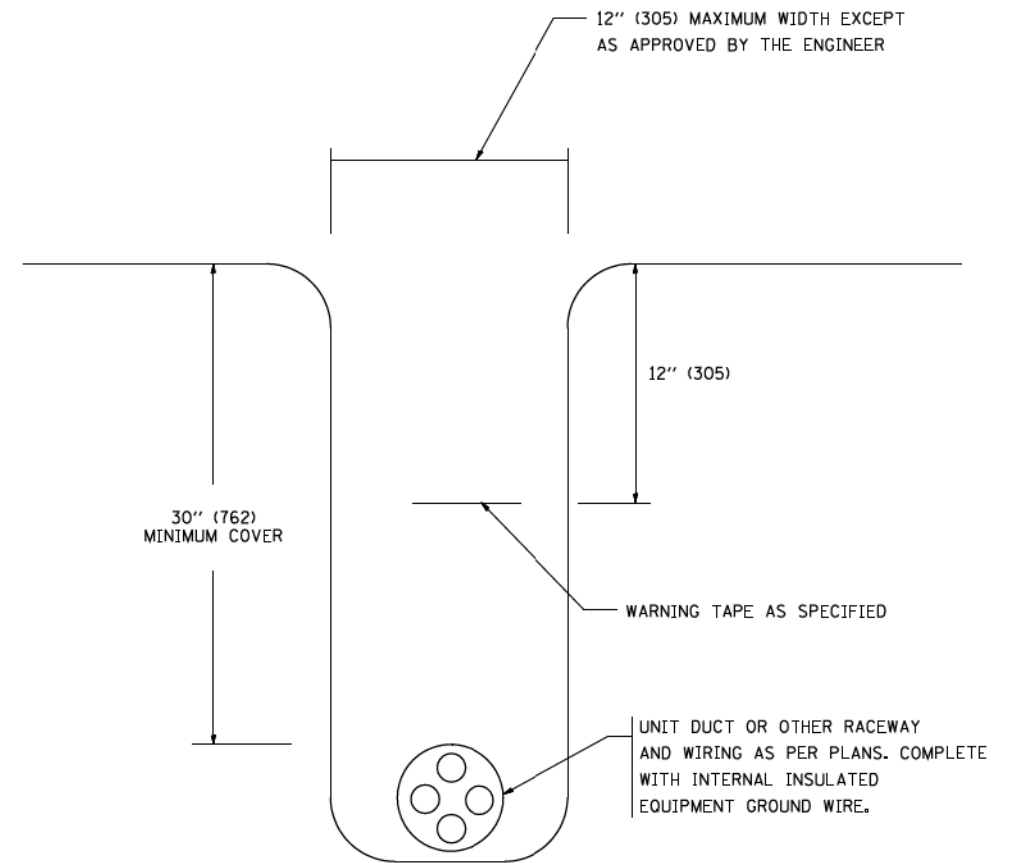 12'' (305) MAXIMUM WIDTH EXCEPT
AS APPROVED BY THE ENGINEER
12'' (305)
30'' (762)
MINIMUM COVER
WARNING TAPE AS SPECIFIED
UNIT DUCT OR OTHER RACEWAY
AND WIRING AS PER PLANS. COMPLETE
WITH INTERNAL INSULATED
EQUIPMENT GROUND WIRE.